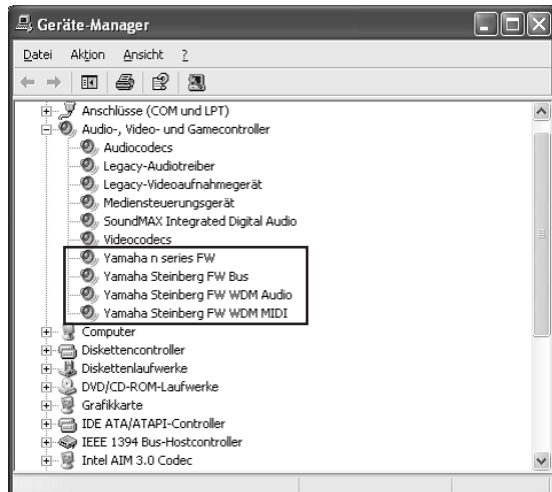 Geräte-Manager
Datei Aktion Ansicht ?
Anschlüsse (COM und LPT)
Audio-, Video- und Gamecontroller
Audiocodecs
Legacy-Audiotreiber
Legacy-Videoaufnahmegerät
Mediensteuerungsgerät
SoundMAX Integrated Digital Audio
Videocodecs
Yamaha n series FW
Yamaha Steinberg FW Bus
Yamaha Steinberg FW WDM Audio
Yamaha Steinberg FW WDM MIDI
Computer
Diskettencontroller
Diskettenlaufwerke
DVD/CD-ROM-Laufwerke
Grafikkarte
IDE ATA/ATAPI-Controller
IEEE 1394 Bus-Hostcontroller
Intel AIM 3.0 Codec